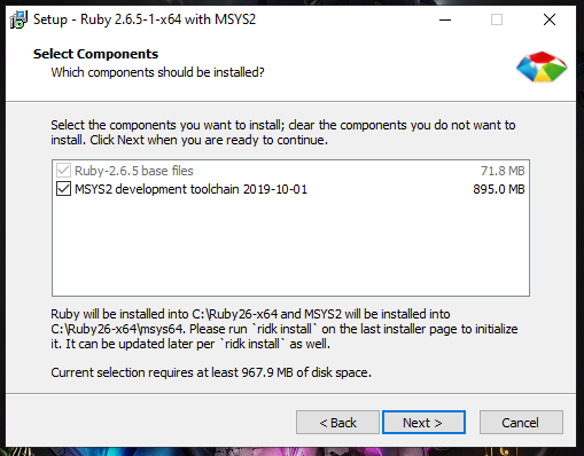 Setup - Ruby 2.6.5-1-x64 with MSYS2
Select Components
Which components should be installed?
Select the components you want to install; clear the components you do not want to
install. Click Next when you are ready to continue.
Ruby-2.6.5 base files 71.8 MB
MSYS2 development toolchain 2019-10-01 895.0 MB
Ruby will be installed into C:\Ruby26-x64 and MSYS2 will be installed into
C:\Ruby26-x64\msys64. Please run `ridk install` on the last installer page to initialize
it. It can be updated later per `ridk install` as well.
Current selection requires at least 967.9 MB of disk space.
< Back Next > Cancel